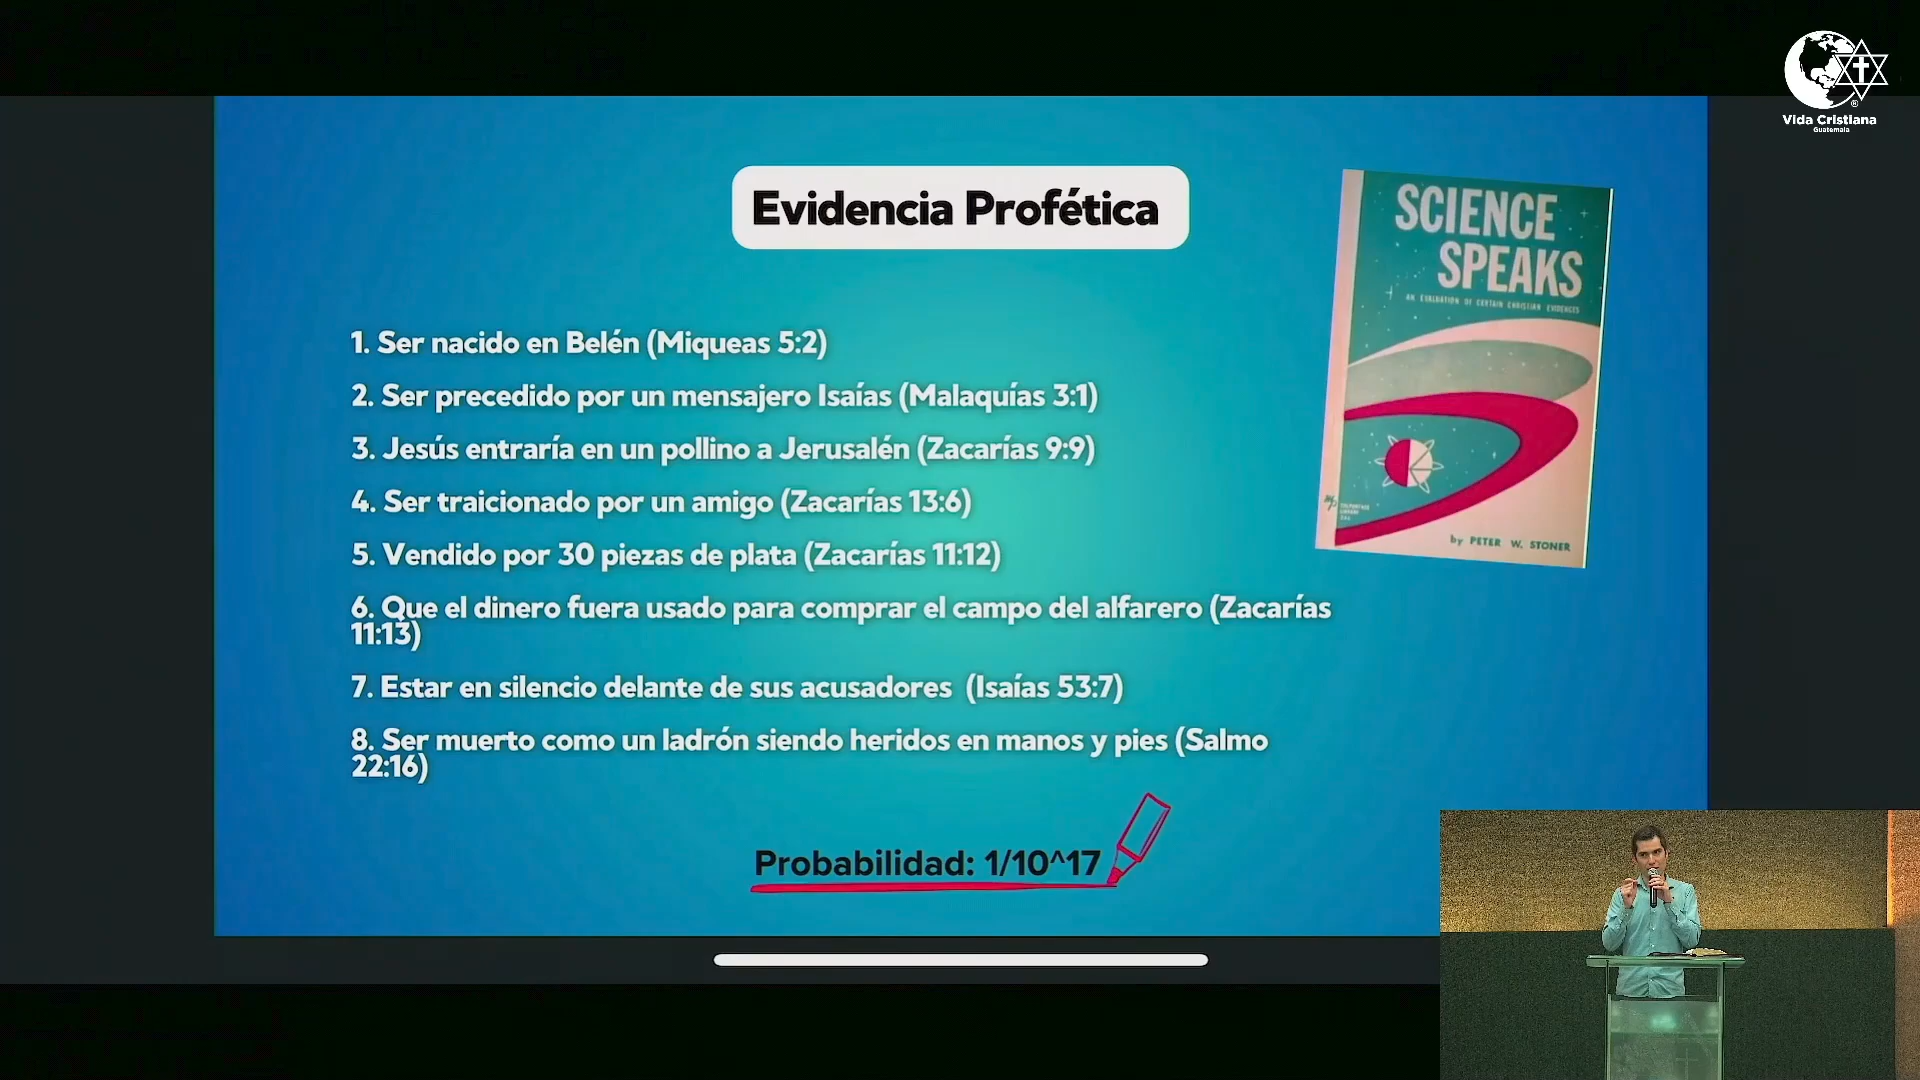 Vida Cristiana
Guatemala
Evidencia Profética
SCIENCE
SPEAKS
AN EVALUATION OF CERTAIN CHRISTIAN EVIDENCES
by PETER W. STONER
1. Ser nacido en Belén (Miqueas 5:2)
2. Ser precedido por un mensajero Isaías (Malaquías 3:1)
3. Jesús entraría en un pollino a Jerusalén (Zacarías 9:9)
4. Ser traicionado por un amigo (Zacarías 13:6)
5. Vendido por 30 piezas de plata (Zacarías 11:12)
6. Que el dinero fuera usado para comprar el campo del alfarero (Zacarías
11:13)
7. Estar en silencio delante de sus acusadores (Isaías 53:7)
8. Ser muerto como un ladrón siendo heridos en manos y pies (Salmo
22:16)
Probabilidad: 1/10^17